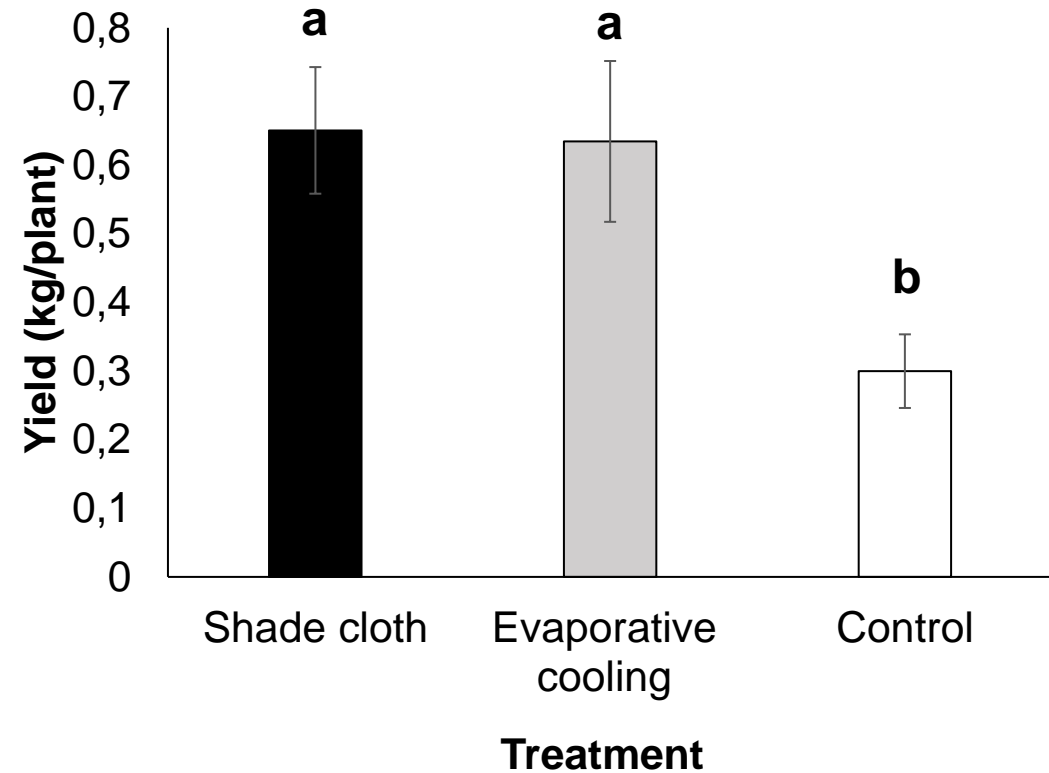 Yield (kg/plant)
0,8
0,7
0,6
0,5
0,4
0,3
0,2
0,1
0
a
a
b
Shade cloth
Evaporative
cooling
Control
Treatment